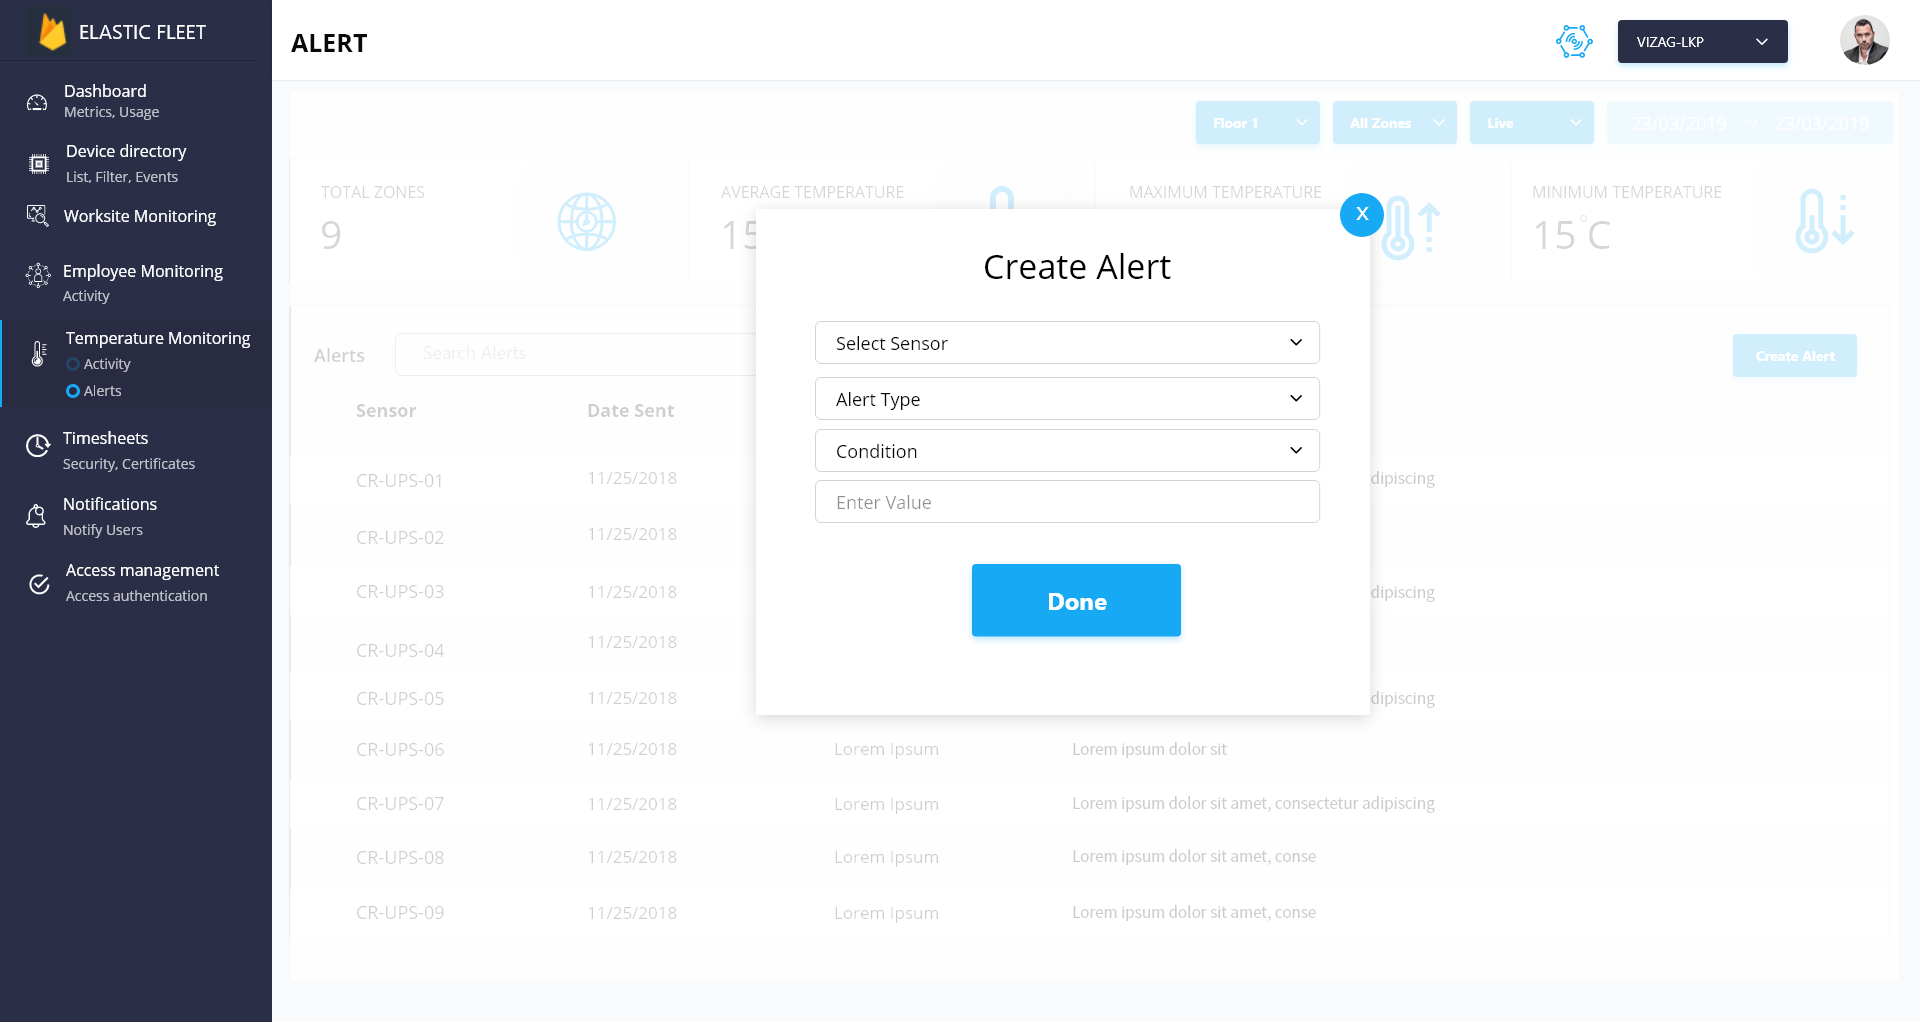 ELASTIC FLEET
Dashboard
Metrics, Usage
Device directory
List, Filter, Events
Worksite Monitoring
Employee Monitoring
Activity
Temperature Monitoring
Activity
Alerts
Timesheets
Security, Certificates
Notifications
Notify Users
Access management
Access authentication
ALERT
VIZAG-LKP
Floor 1
All Zones
Live
23/03/2019 → 23/03/2019
TOTAL ZONES
9
AVERAGE TEMPERATURE
15
MAXIMUM TEMPERATURE
MINIMUM TEMPERATURE
15°C
X
Create Alert
Select Sensor
Alert Type
Condition
Enter Value
Done
Alerts
Search Alerts
Create Alert
Sensor Date Sent
CR-UPS-01 11/25/2018 dipiscing
CR-UPS-02 11/25/2018
CR-UPS-03 11/25/2018 dipiscing
CR-UPS-04 11/25/2018
CR-UPS-05 11/25/2018 dipiscing
CR-UPS-06 11/25/2018 Lorem Ipsum Lorem ipsum dolor sit
CR-UPS-07 11/25/2018 Lorem Ipsum Lorem ipsum dolor sit amet, consectetur adipiscing
CR-UPS-08 11/25/2018 Lorem Ipsum Lorem ipsum dolor sit amet, conse
CR-UPS-09 11/25/2018 Lorem Ipsum Lorem ipsum dolor sit amet, conse